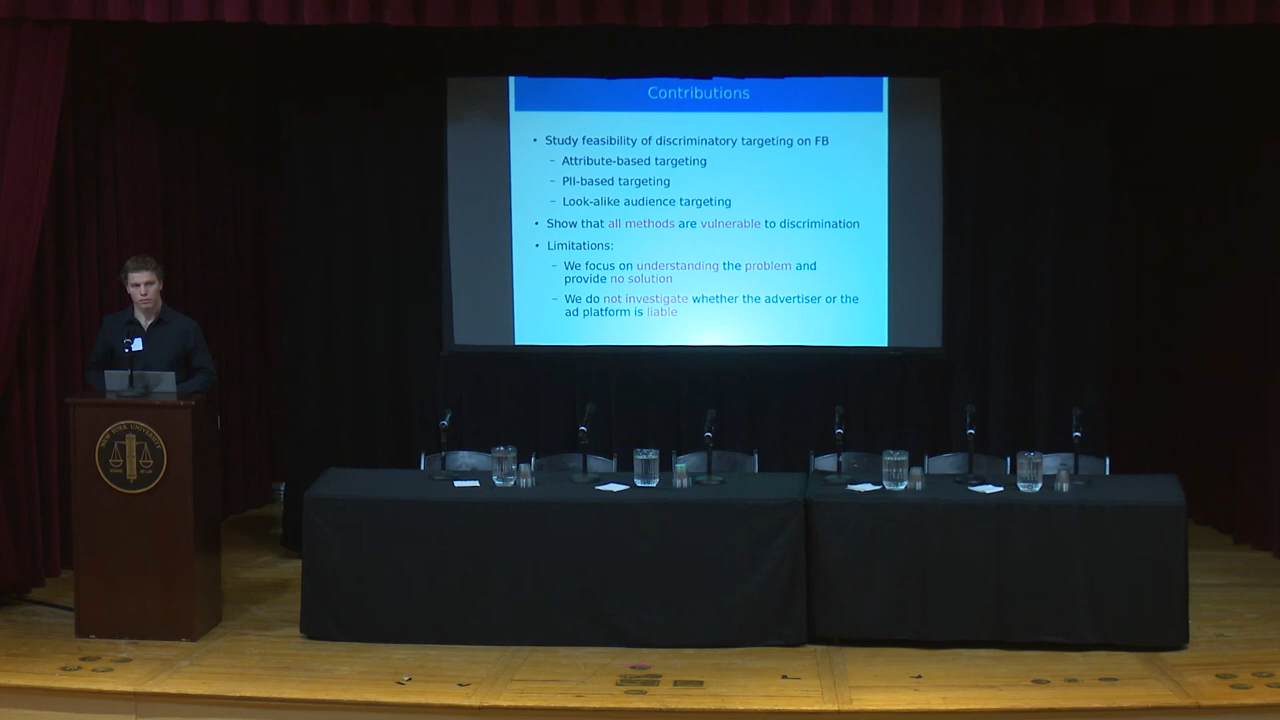 Contributions
• Study feasibility of discriminatory targeting on FB
– Attribute-based targeting
– PII-based targeting
– Look-alike audience targeting
• Show that all methods are vulnerable to discrimination
• Limitations:
– We focus on understanding the problem and
provide no solution
– We do not investigate whether the advertiser or the
ad platform is liable
NEW YORK UNIVERSITY